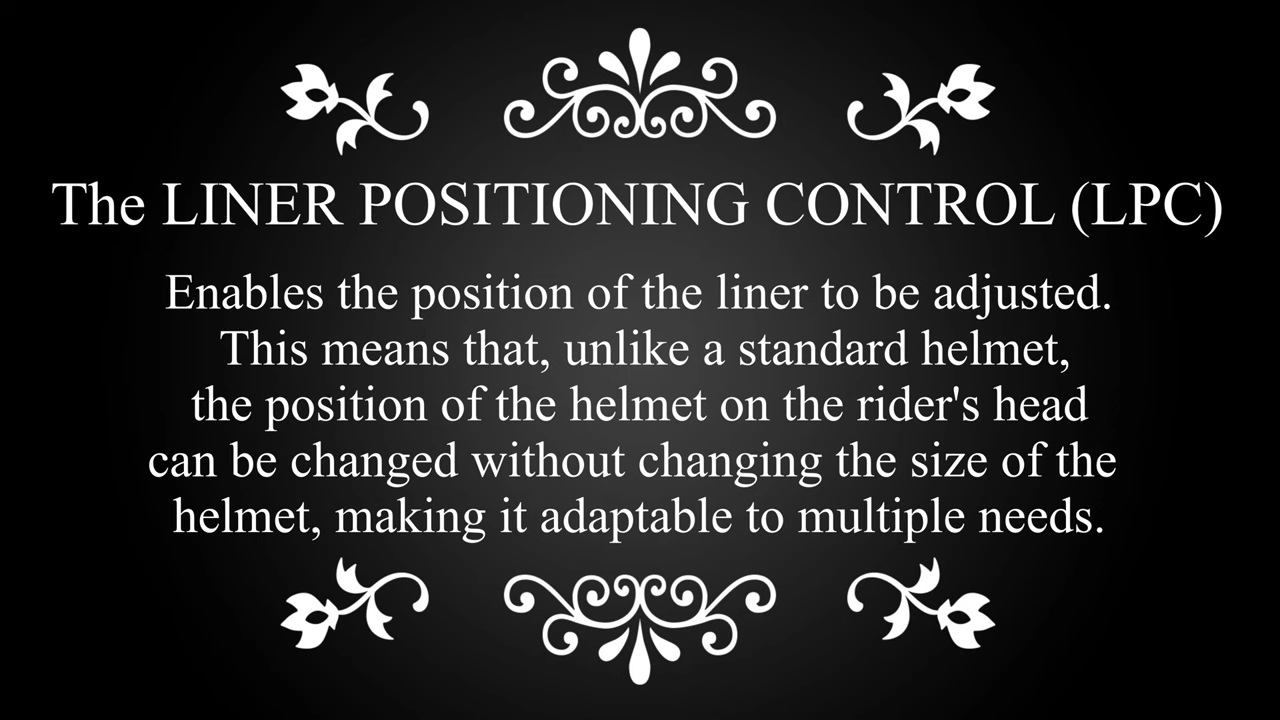 The LINER POSITIONING CONTROL (LPC)
Enables the position of the liner to be adjusted.
This means that, unlike a standard helmet,
the position of the helmet on the rider's head
can be changed without changing the size of the
helmet, making it adaptable to multiple needs.